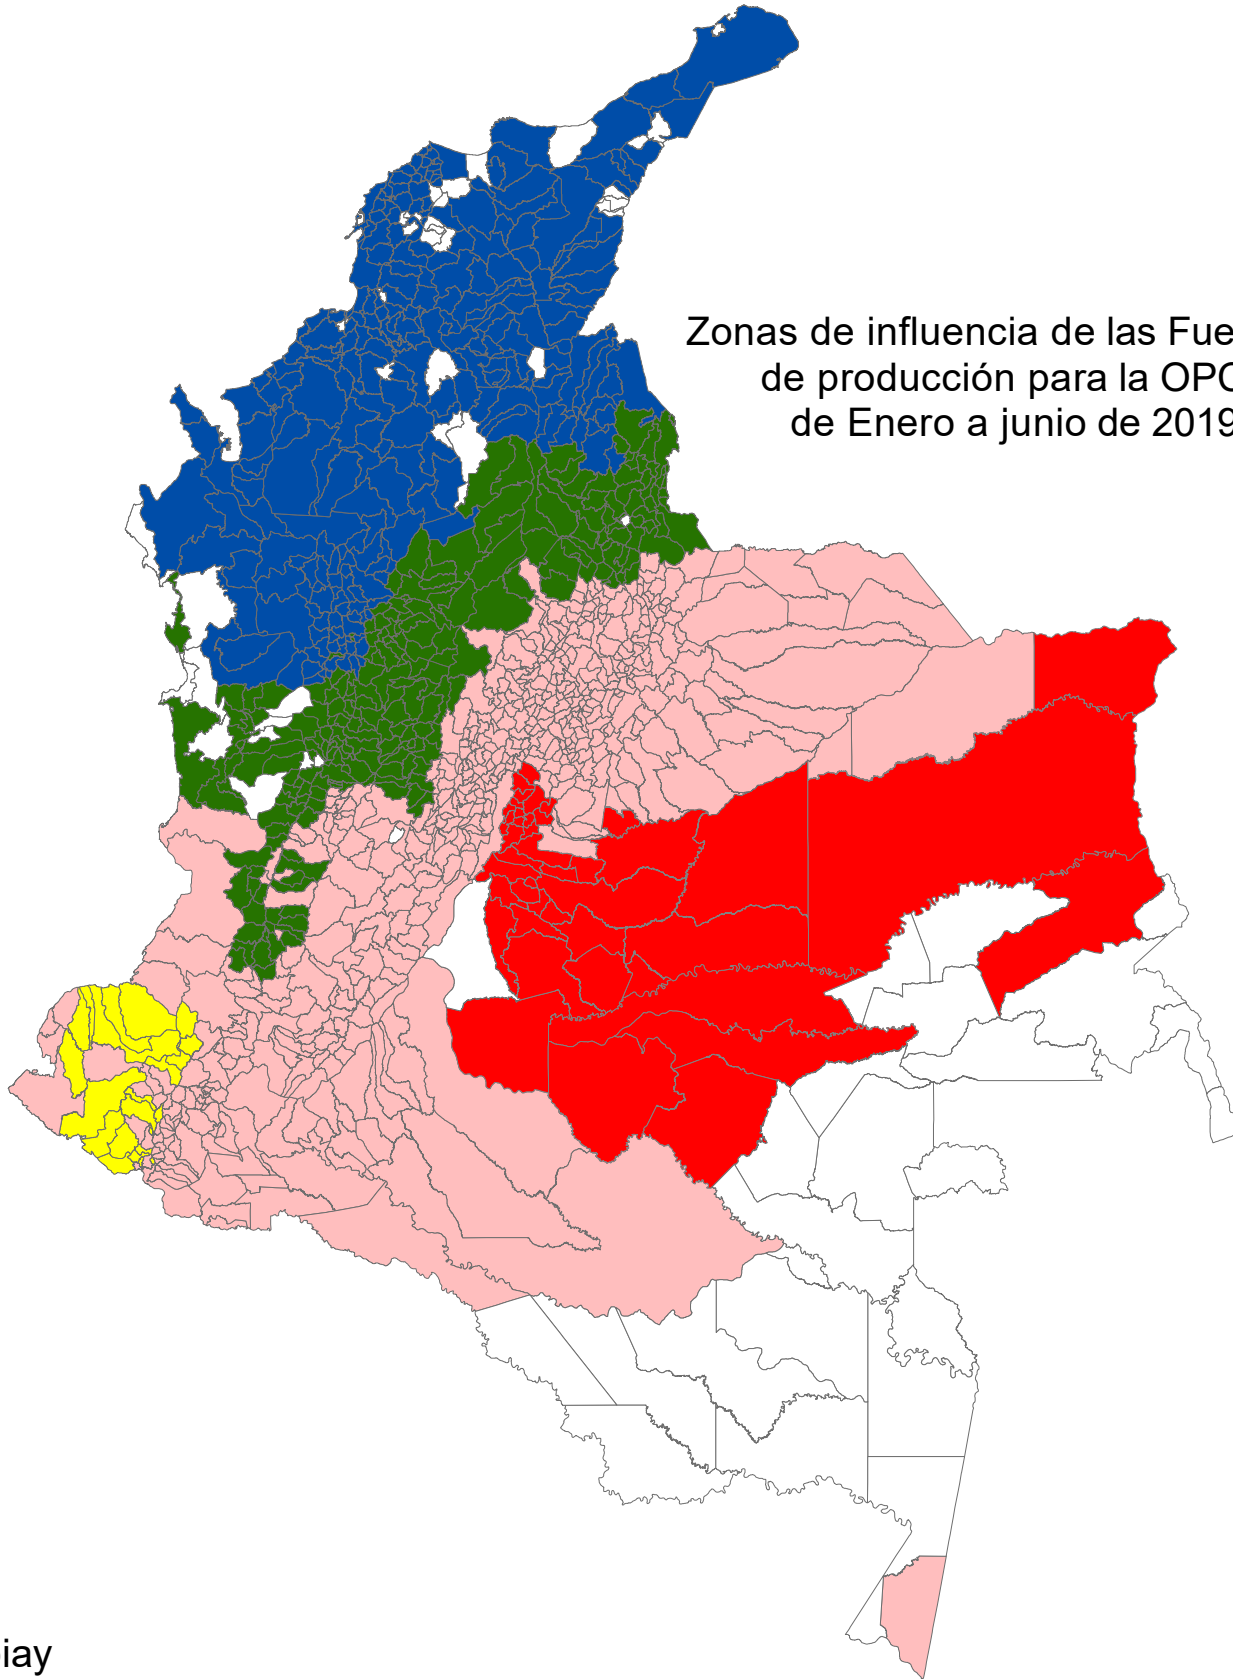 Zonas de influencia de las Fue
de producción para la OPC
de Enero a junio de 2019
iay